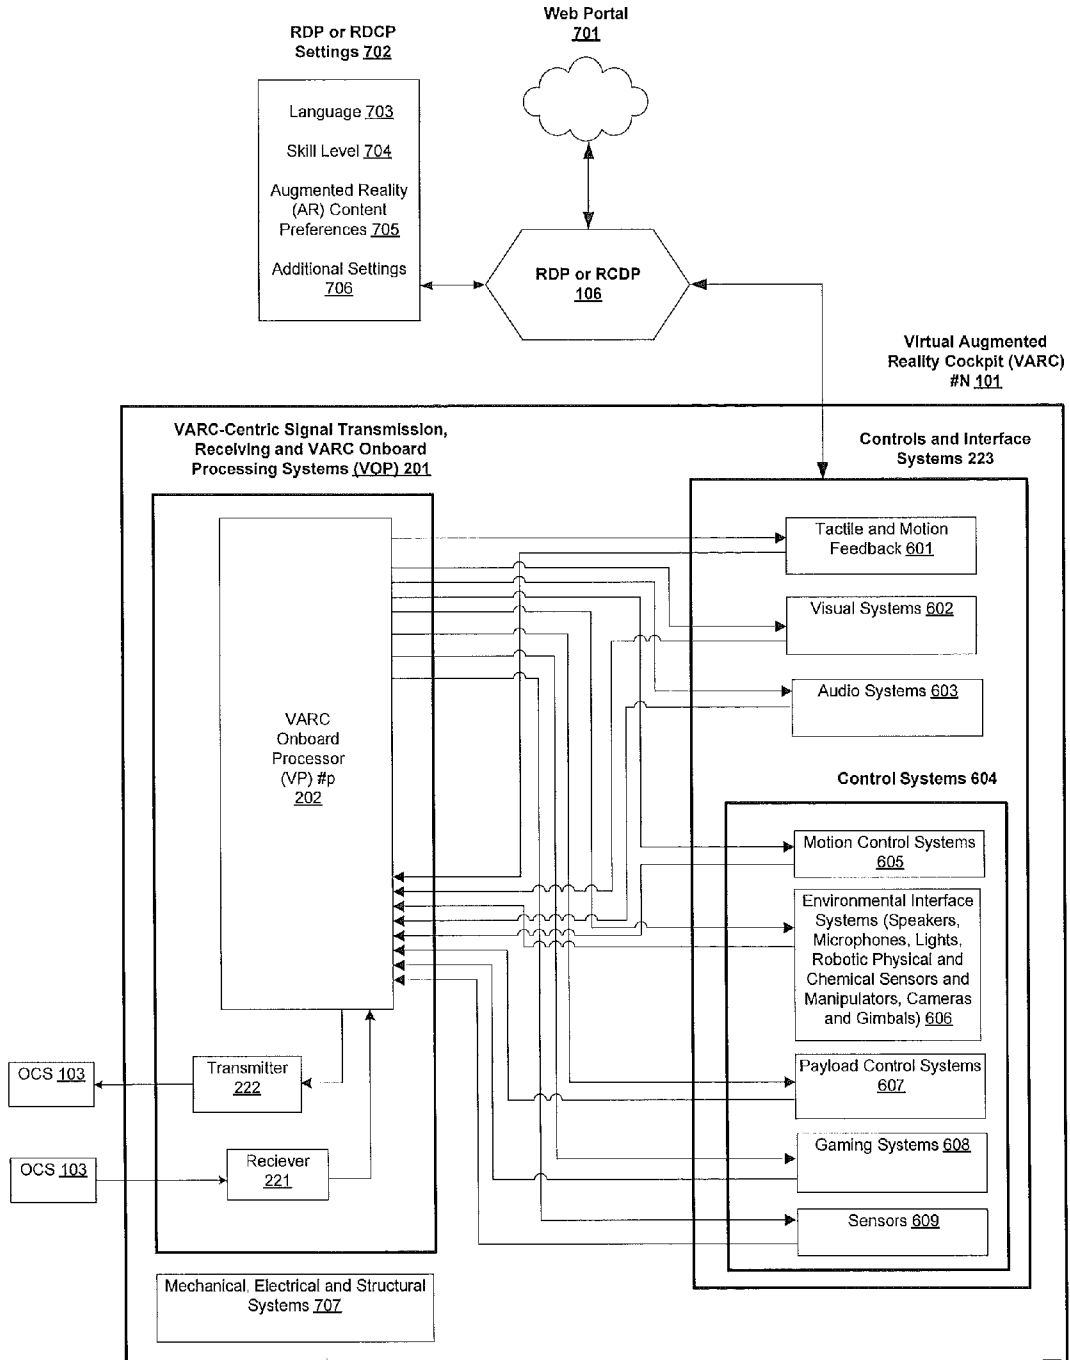 Web Portal
701
RDP or RDCP
Settings 702
Language 703
Skill Level 704
Augmented Reality
(AR) Content
Preferences 705
Additional Settings
706
RDP or RCDP
106
Virtual Augmented
Reality Cockpit (VARC)
#N 101
VARC-Centric Signal Transmission,
Receiving and VARC Onboard
Processing Systems (VOP) 201
Controls and Interface
Systems 223
Tactile and Motion
Feedback 601
Visual Systems 602
Audio Systems 603
VARC
Onboard
Processor
(VP) #p
202
Control Systems 604
Motion Control Systems
605
Environmental Interface
Systems (Speakers,
Microphones, Lights,
Robotic Physical and
Chemical Sensors and
Manipulators, Cameras
and Gimbals) 606
OCS 103
Transmitter
222
Payload Control Systems
607
OCS 103
Reciever
221
Gaming Systems 608
Sensors 609
Mechanical, Electrical and Structural
Systems 707